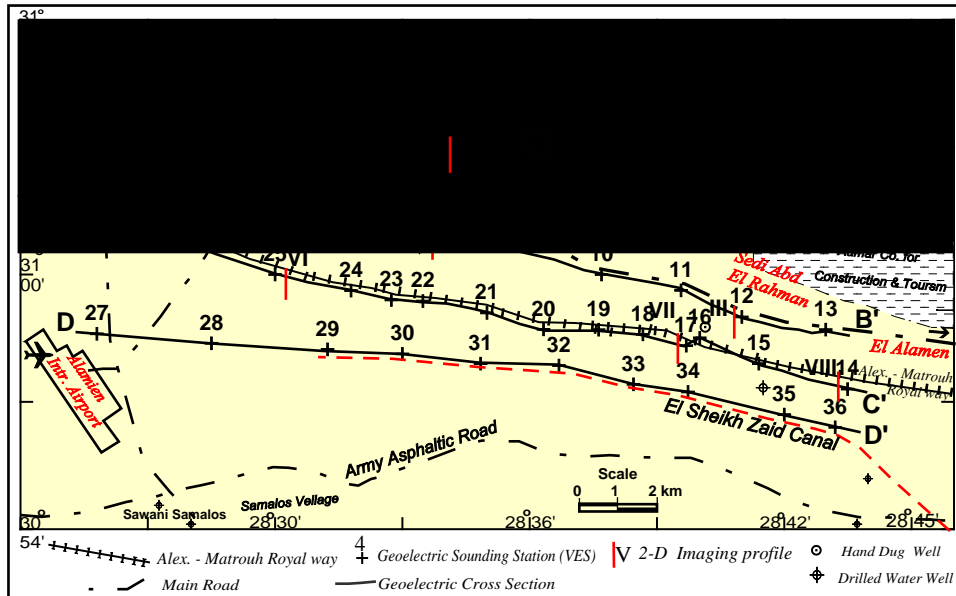 31°
25 VI
24
23 22
21
20 19 18 VII
17 16 III
10
11
12
13
B'
Sedi Abd
El Rahman
Construction & Tourism
El Alamen
31
00'
D 27
28
29
30
31
32
33
34
15
VIII 14
Alex. - Matrouh
Royal way
C'
35
36
D'
El Sheikh Zaid Canal
Alamien
Intr. Airport
Army Asphaltic Road
Scale
0 1 2 km
Sawani Samalos
Samalos Vellage
30°
54'
28°30'
28°36'
28°42'
28°45'
Alex. - Matrouh Royal way
4
Geoelectric Sounding Station (VES)
V 2-D Imaging profile
Hand Dug Well
Main Road
Geoelectric Cross Section
Drilled Water Well